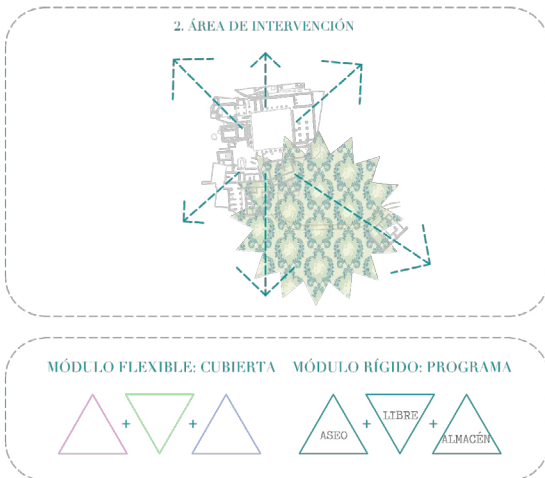 2. ÁREA DE INTERVENCIÓN
MÓDULO FLEXIBLE: CUBIERTA
MÓDULO RÍGIDO: PROGRAMA
+ +
ASEO + LIBRE + ALMACÉN